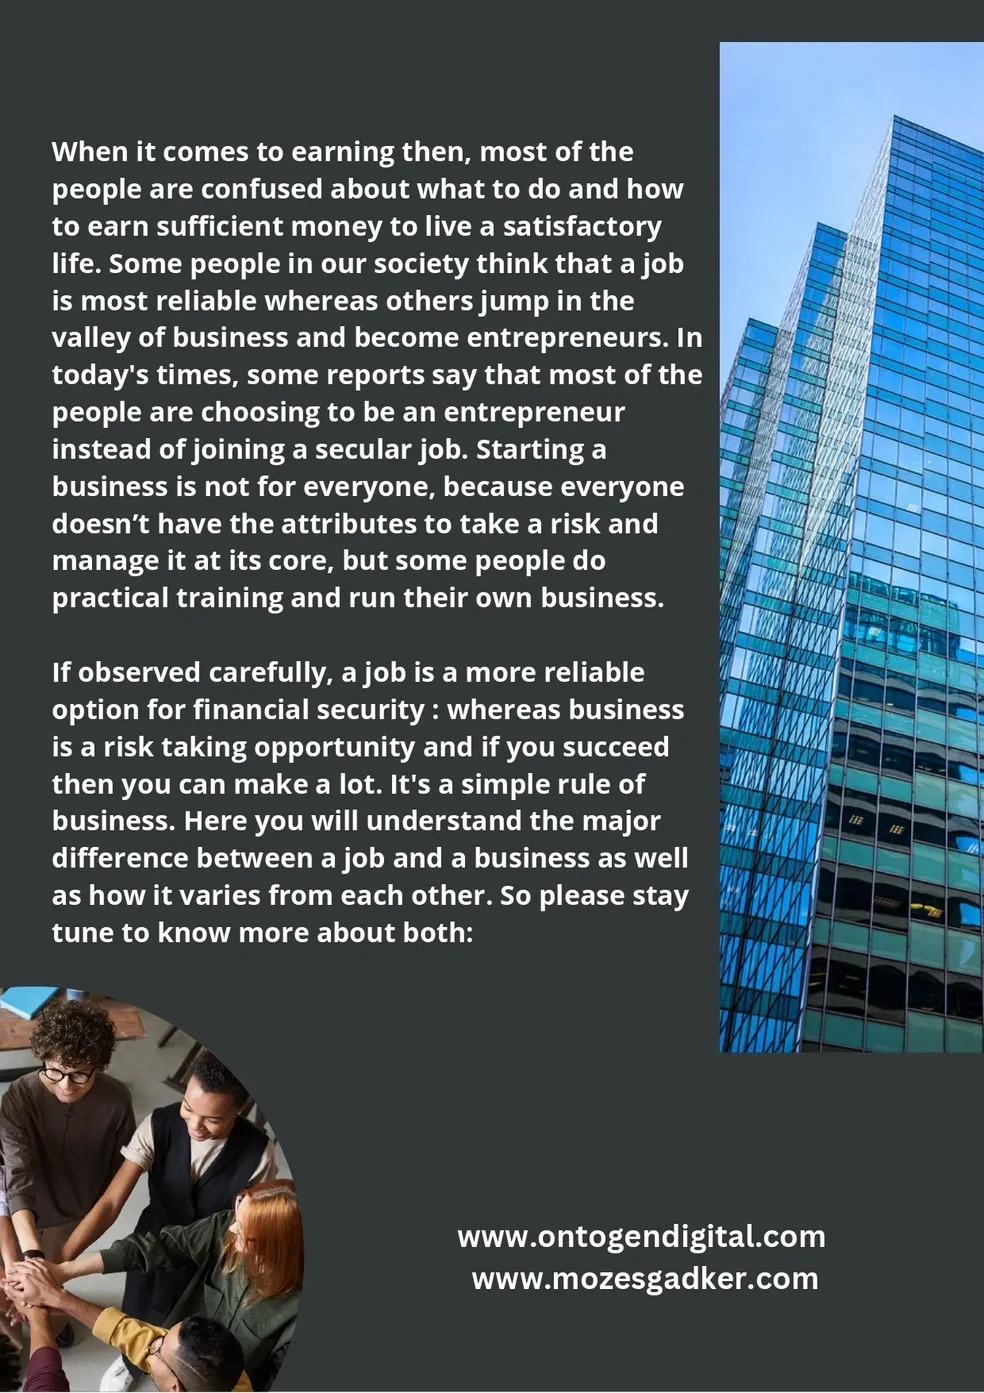 When it comes to earning then, most of the
people are confused about what to do and how
to earn sufficient money to live a satisfactory
life. Some people in our society think that a job
is most reliable whereas others jump in the
valley of business and become entrepreneurs. In
today's times, some reports say that most of the
people are choosing to be an entrepreneur
instead of joining a secular job. Starting a
business is not for everyone, because everyone
doesn’t have the attributes to take a risk and
manage it at its core, but some people do
practical training and run their own business.
If observed carefully, a job is a more reliable
option for financial security : whereas business
is a risk taking opportunity and if you succeed
then you can make a lot. It's a simple rule of
business. Here you will understand the major
difference between a job and a business as well
as how it varies from each other. So please stay
tune to know more about both:
www.ontogendigital.com
www.mozesgadker.com